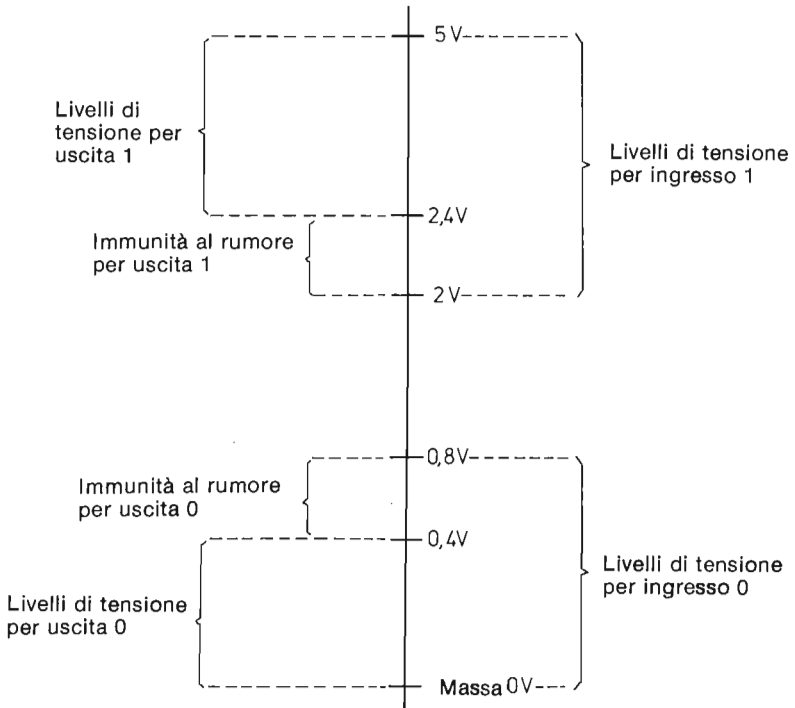 5 V
Livelli di
tensione per
uscita 1
Livelli di tensione
per ingresso 1
2,4V
Immunità al rumore
per uscita 1
2 V
0,8V
Immunità al rumore
per uscita 0
0,4V
Livelli di tensione
per ingresso 0
Livelli di tensione
per uscita 0
Massa 0V